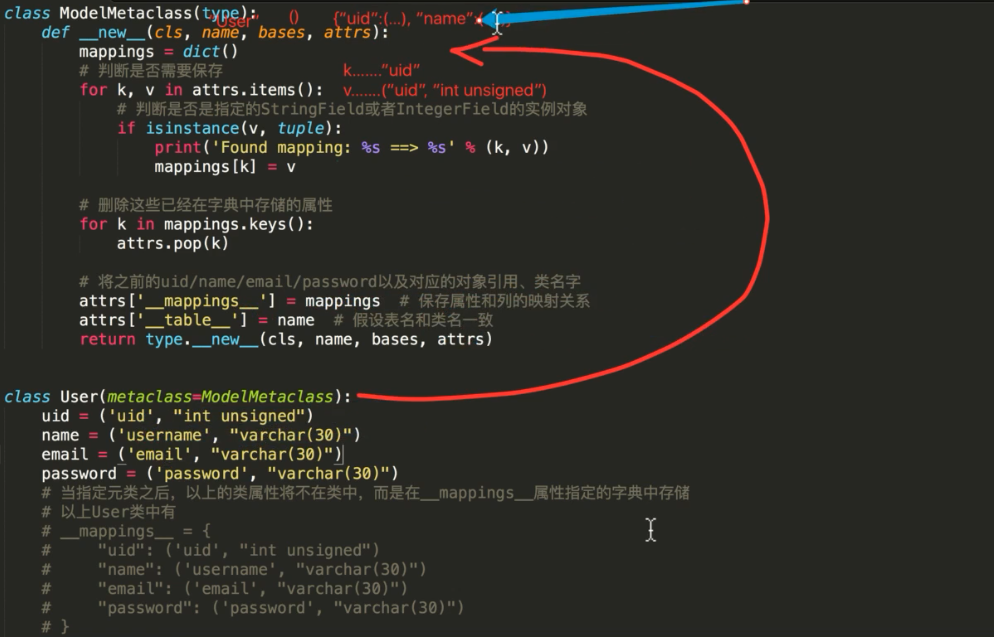 class ModelMetaclass(type):
"User" () {"uid":(...), "name":
def __new__(cls, name, bases, attrs):
mappings = dict()
# 判断是否需要保存
k......."uid"
for k, v in attrs.items():
v.......("uid", "int unsigned")
# 判断是否是指定的StringField或者IntegerField的实例对象
if isinstance(v, tuple):
print('Found mapping: %s ==> %s' % (k, v))
mappings[k] = v
# 删除这些已经在字典中存储的属性
for k in mappings.keys():
attrs.pop(k)
# 将之前的uid/name/email/password以及对应的对象引用、类名字
attrs['__mappings__'] = mappings # 保存属性和列的映射关系
attrs['__table__'] = name # 假设表名和类名一致
return type.__new__(cls, name, bases, attrs)
class User(metaclass=ModelMetaclass):
uid = ('uid', "int unsigned")
name = ('username', "varchar(30)")
email = ('email', "varchar(30)")
password = ('password', "varchar(30)")
# 当指定元类之后，以上的类属性将不在类中，而是在__mappings__属性指定的字典中存储
# 以上User类中有
# __mappings__ = {
# "uid": ('uid', "int unsigned")
# "name": ('username', "varchar(30)")
# "email": ('email', "varchar(30)")
# "password": ('password', "varchar(30)")
# }